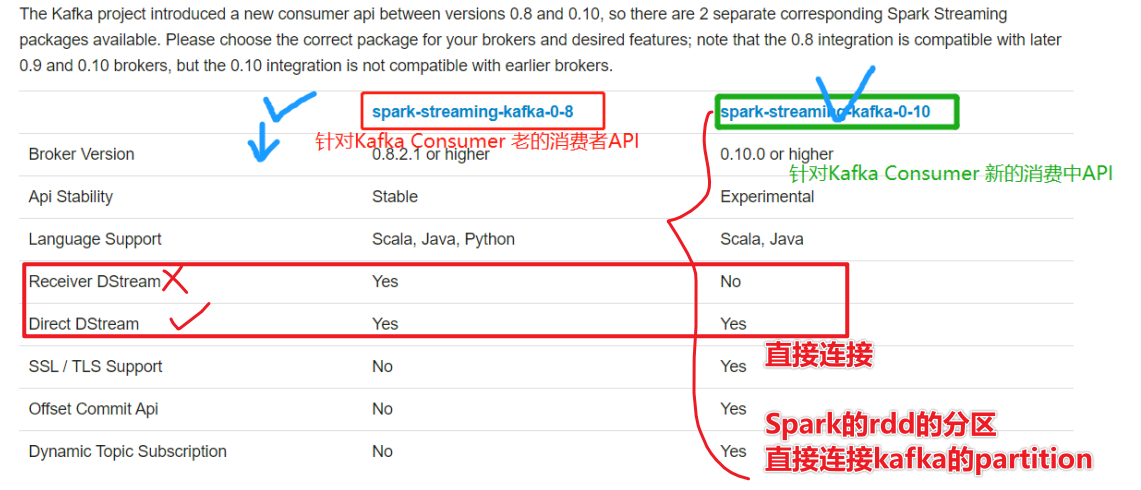 The Kafka project introduced a new consumer api between versions 0.8 and 0.10, so there are 2 separate corresponding Spark Streaming
packages available. Please choose the correct package for your brokers and desired features; note that the 0.8 integration is compatible with later
0.9 and 0.10 brokers, but the 0.10 integration is not compatible with earlier brokers.
spark-streaming-kafka-0-8 spark-streaming-kafka-0-10
针对Kafka Consumer 老的消费者API
Broker Version 0.8.2.1 or higher 0.10.0 or higher
针对Kafka Consumer 新的消费中API
Api Stability Stable Experimental
Language Support Scala, Java, Python Scala, Java
Receiver DStream Yes No
Direct DStream Yes Yes
直接连接
SSL / TLS Support No Yes
Offset Commit Api No Yes
Spark的rdd的分区
Dynamic Topic Subscription No Yes
直接连接kafka的partition